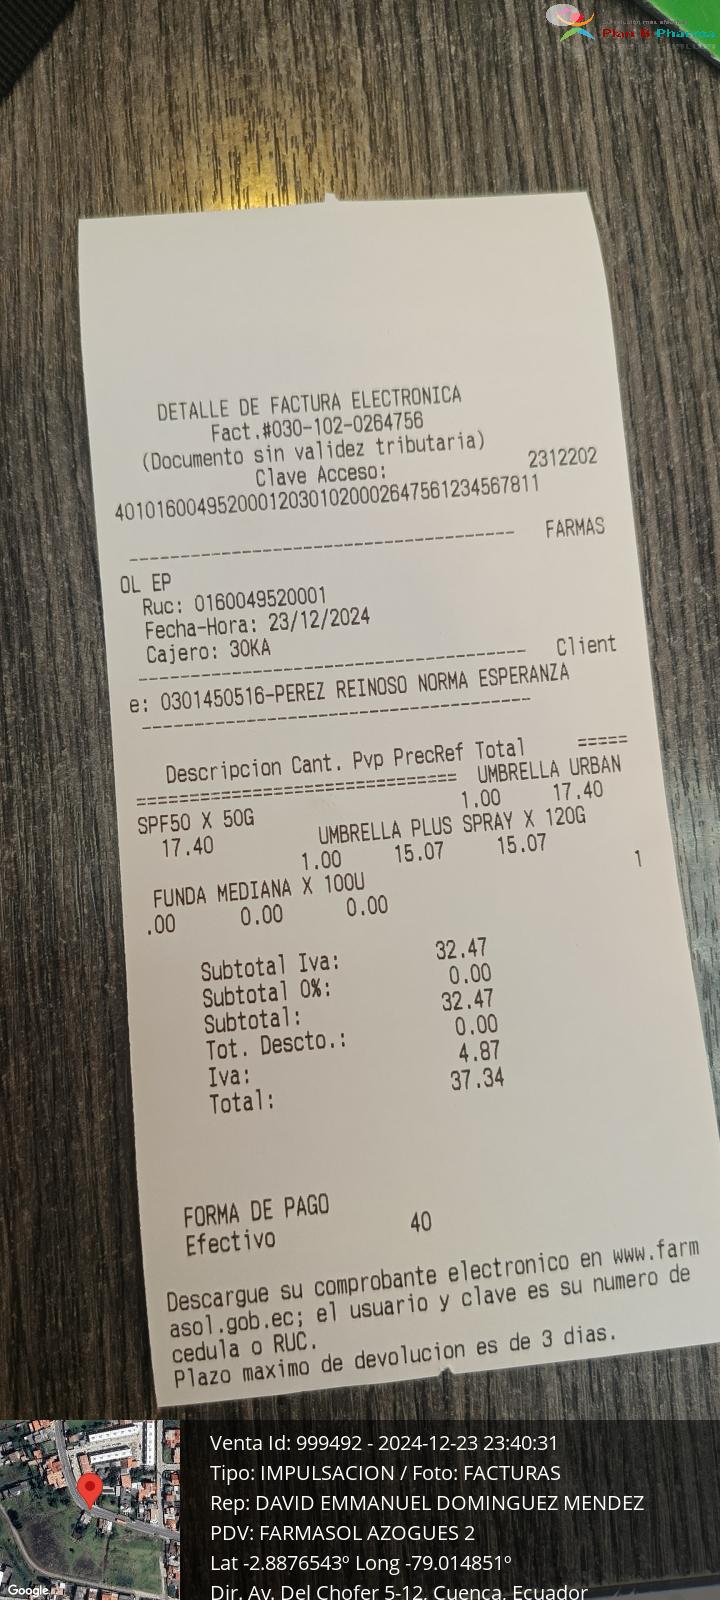 Plan B Pharma
DETALLE DE FACTURA ELECTRONICA
Fact.#030-102-0264756
(Documento sin validez tributaria)
Clave Acceso: 2312202
401016004952000120301020002647561234567811
------------------------------------- FARMAS
OL EP
Ruc: 0160049520001
Fecha-Hora: 23/12/2024
Cajero: 30KA
------------------------------------- Client
e: 0301450516-PEREZ REINOSO NORMA ESPERANZA
-------------------------------------
Descripcion Cant. Pvp PrecRef Total =====
============================== UMBRELLA URBAN
SPF50 X 50G 1.00 17.40
17.40 UMBRELLA PLUS SPRAY X 120G
1.00 15.07 15.07
FUNDA MEDIANA X 100U 1
.00 0.00 0.00
Subtotal Iva: 32.47
Subtotal 0%: 0.00
Subtotal: 32.47
Tot. Descto.: 0.00
Iva: 4.87
Total: 37.34
FORMA DE PAGO
Efectivo 40
Descargue su comprobante electronico en www.farm
asol.gob.ec; el usuario y clave es su numero de
cedula o RUC.
Plazo maximo de devolucion es de 3 dias.
Venta Id: 999492 - 2024-12-23 23:40:31
Tipo: IMPULSACION / Foto: FACTURAS
Rep: DAVID EMMANUEL DOMINGUEZ MENDEZ
PDV: FARMASOL AZOGUES 2
Lat -2.8876543º Long -79.014851º
Dir. Av. Del Chofer 5-12, Cuenca, Ecuador
Google